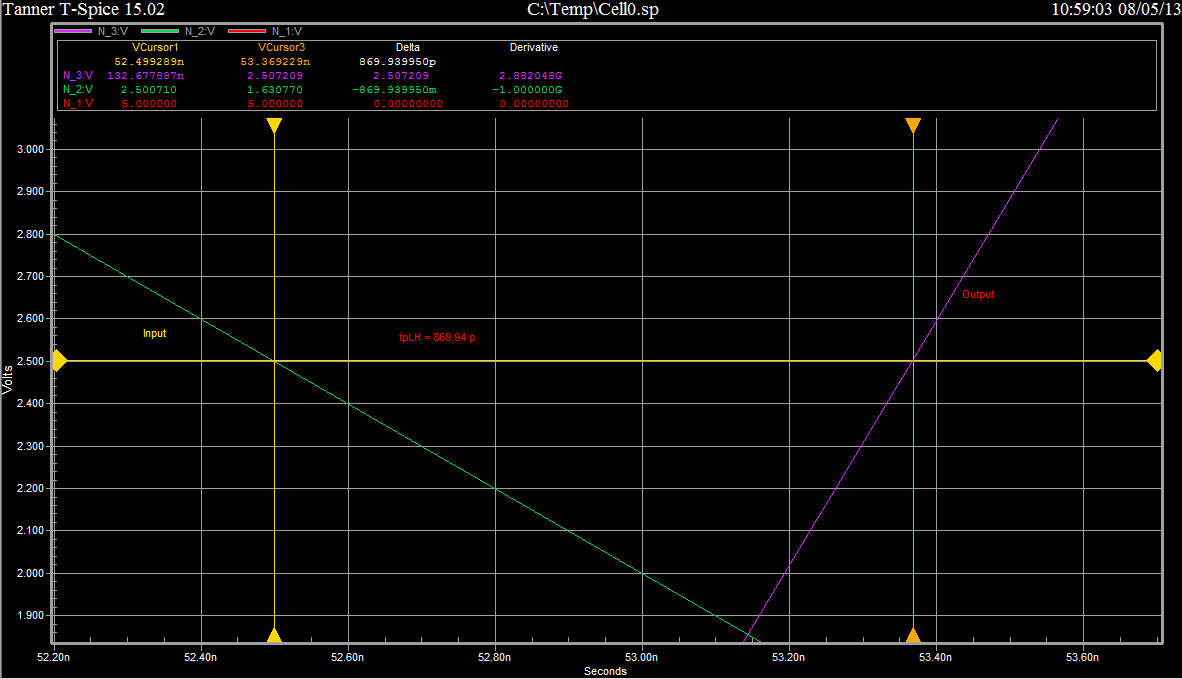 Tanner T-Spice 15.02 C:\Temp\Cell0.sp 10:59:03 08/05/13
N_3:V N_2:V N_1:V
VCursor1 VCursor3 Delta Derivative
52.499289n 53.369229n 869.939950p
N_3:V 132.677887n 2.507209 2.507209 2.882048G
N_2:V 2.500710 1.630770 -869.939950m -1.000000G
N_1:V 5.000000 5.000000 0.00000000 0.00000000
3.000
2.900
2.800
2.700
Output
2.600
Input
tpLH = 869.94 p
2.500
Volts
2.400
2.300
2.200
2.100
2.000
1.900
52.20n 52.40n 52.60n 52.80n 53.00n 53.20n 53.40n 53.60n
Seconds